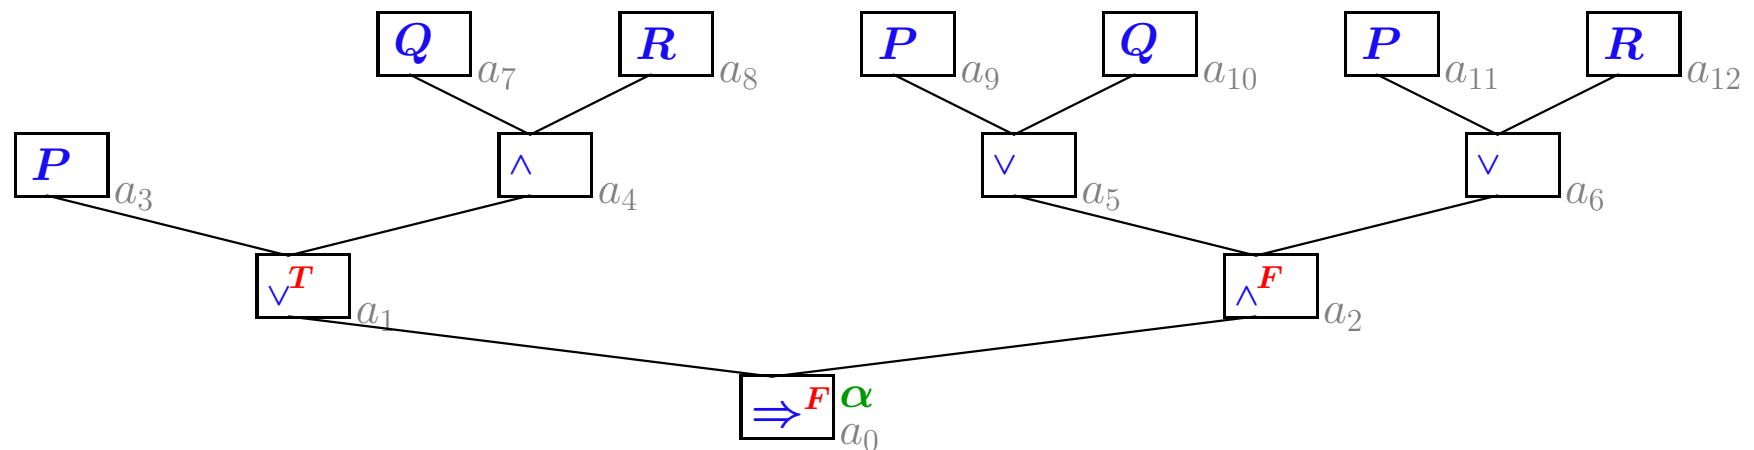 Q a₇ R a₈ P a₉ Q a₁₀ P a₁₁ R a₁₂
P a₃ ∧ a₄ ∨ a₅ ∨ a₆
∨ᵀ a₁ ∧ᶠ a₂
⇒ᶠ α a₀